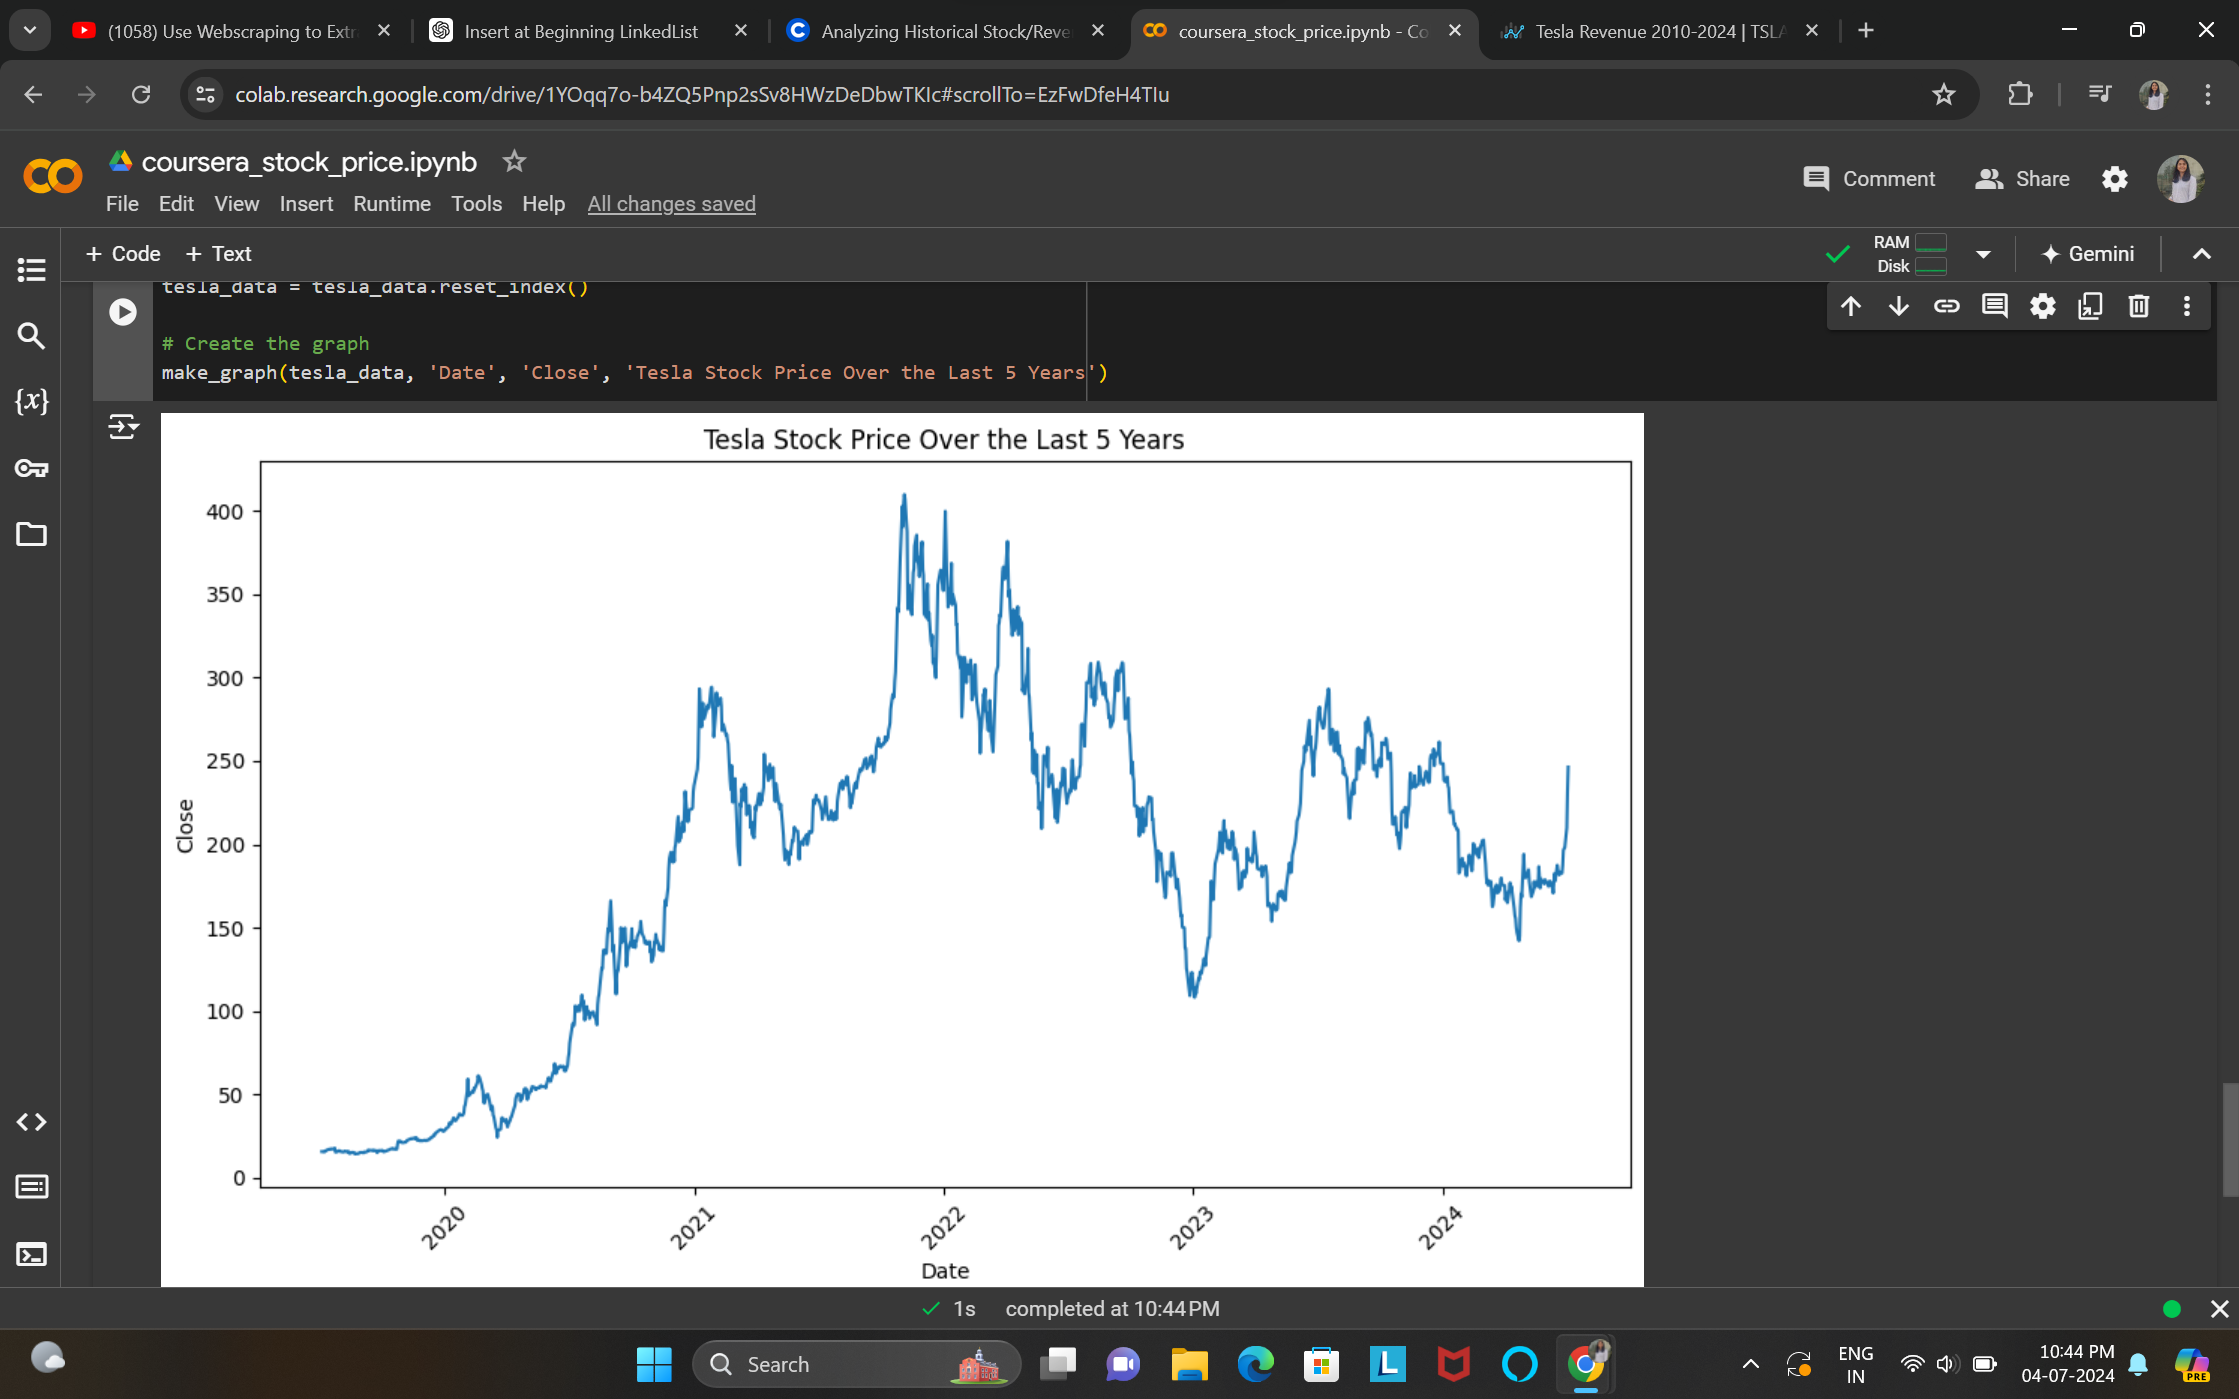 (1058) Use Webscraping to Extr
Insert at Beginning LinkedList
Analyzing Historical Stock/Reve
coursera_stock_price.ipynb - Co
Tesla Revenue 2010-2024 | TSLA
colab.research.google.com/drive/1YOqq7o-b4ZQ5Pnp2sSv8HWzDeDbwTKIc#scrollTo=EzFwDfeH4TIu
coursera_stock_price.ipynb
Comment
Share
File Edit View Insert Runtime Tools Help All changes saved
+ Code + Text
RAM
Disk
Gemini
tesla_data = tesla_data.reset_index()
# Create the graph
make_graph(tesla_data, 'Date', 'Close', 'Tesla Stock Price Over the Last 5 Years')
{x}
Tesla Stock Price Over the Last 5 Years
400
350
300
250
200
150
100
50
0
Close
2020
2021
2022
2023
2024
Date
1s completed at 10:44 PM
Search
L
ENG
IN
10:44 PM
04-07-2024
PRE